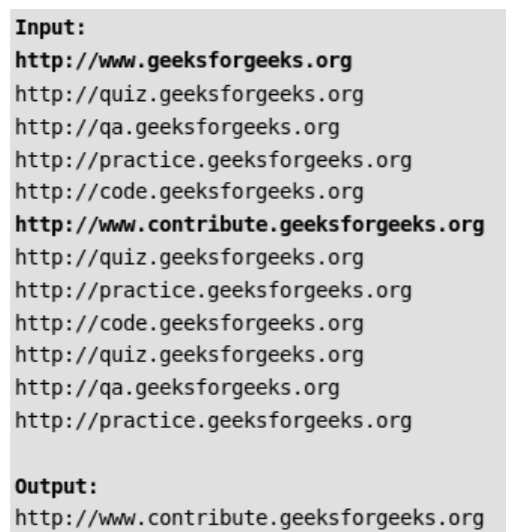 Input:
http://www.geeksforgeeks.org
http://quiz.geeksforgeeks.org
http://qa.geeksforgeeks.org
http://practice.geeksforgeeks.org
http://code.geeksforgeeks.org
http://www.contribute.geeksforgeeks.org
http://quiz.geeksforgeeks.org
http://practice.geeksforgeeks.org
http://code.geeksforgeeks.org
http://quiz.geeksforgeeks.org
http://qa.geeksforgeeks.org
http://practice.geeksforgeeks.org

Output:
http://www.contribute.geeksforgeeks.org